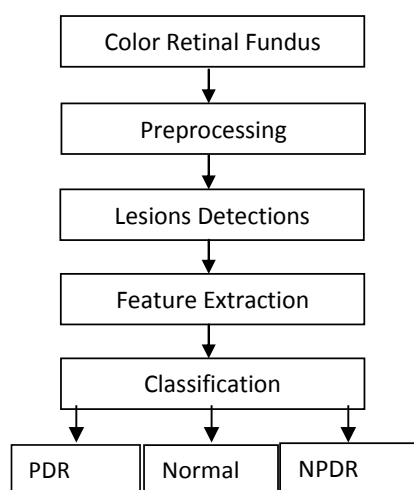 Color Retinal Fundus
Preprocessing
Lesions Detections
Feature Extraction
Classification
PDR
Normal
NPDR